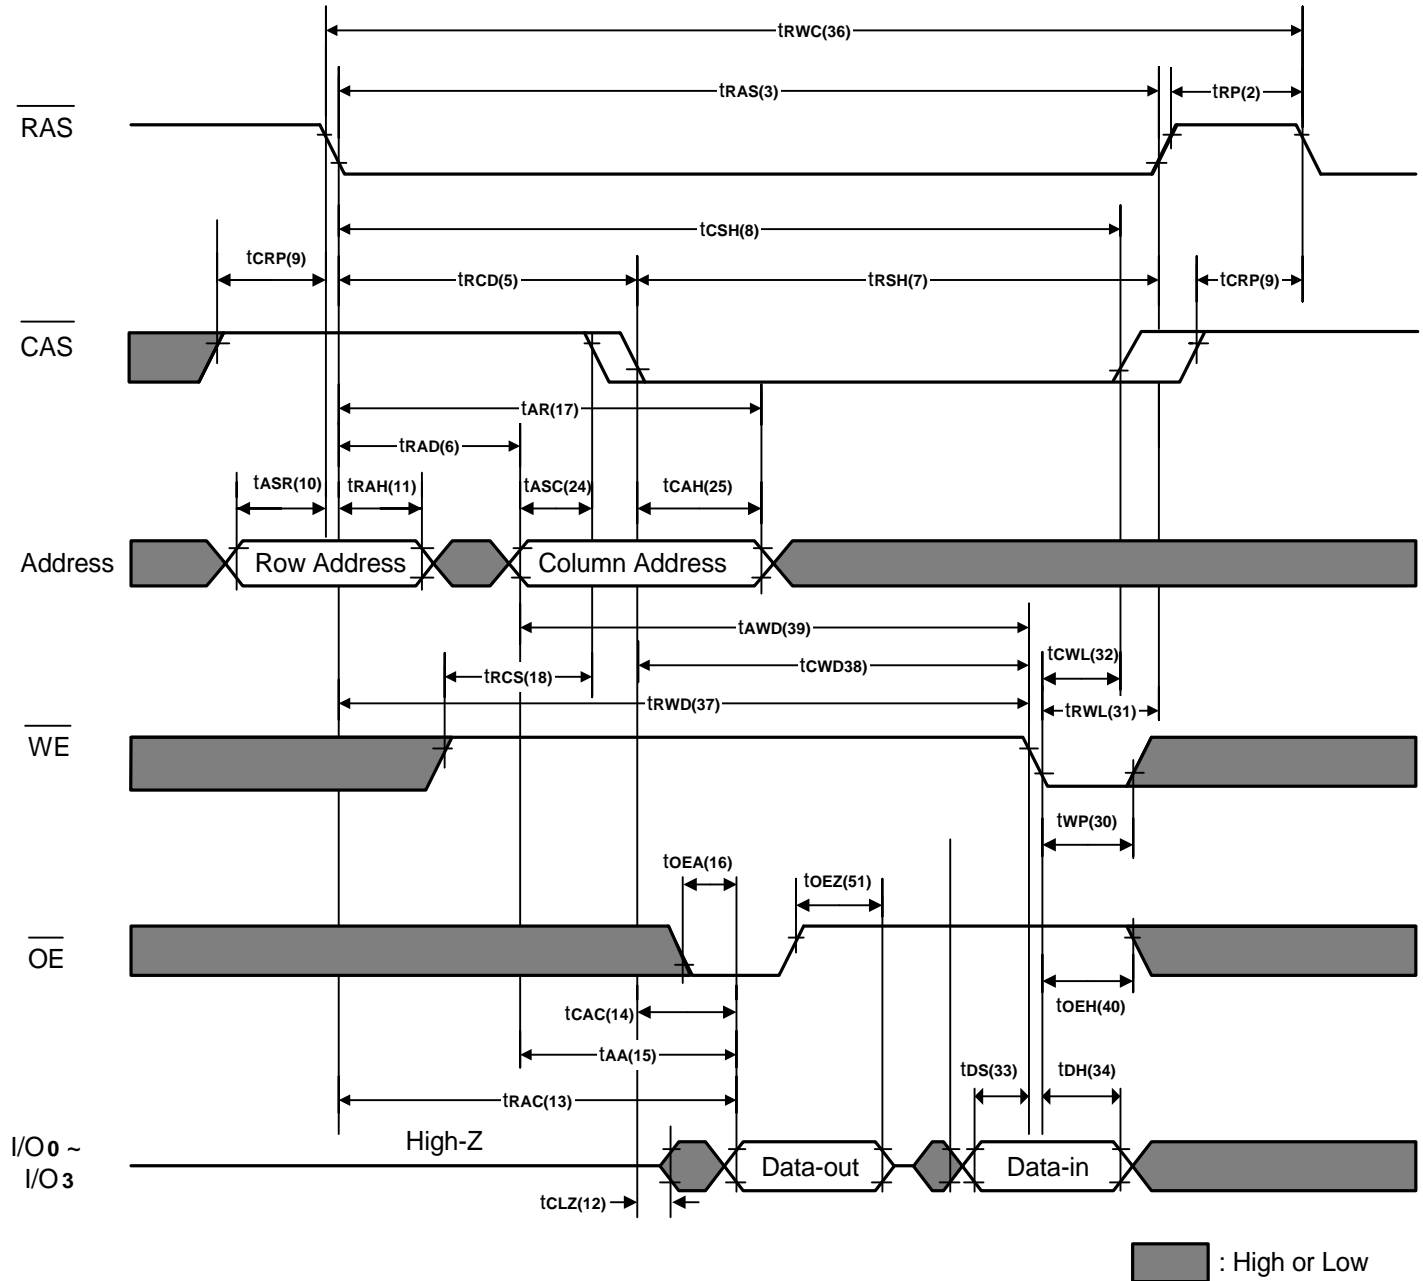 tRWC(36)
tRAS(3) tRP(2)
RAS
tCSH(8)
tCRP(9) tRCD(5) tRSH(7) tCRP(9)
CAS
tAR(17)
tRAD(6)
tASR(10) tRAH(11) tASC(24) tCAH(25)
Address Row Address Column Address
tAWD(39)
tCWD38) tCWL(32)
tRCS(18)
tRWD(37) tRWL(31)
WE
tWP(30)
tOEA(16) tOEZ(51)
OE
tCAC(14) tOEH(40)
tAA(15)
tDS(33) tDH(34)
tRAC(13)
High-Z
I/O0 ~
I/O3
Data-out Data-in
tCLZ(12)
: High or Low